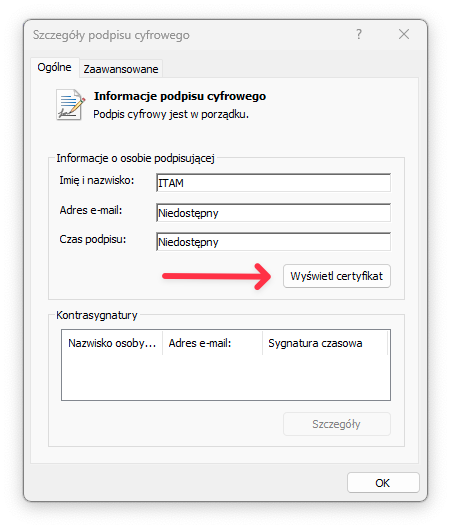 Szczegóły podpisu cyfrowego
Ogólne
Zaawansowane
Informacje podpisu cyfrowego
Podpis cyfrowy jest w porządku.
Informacje o osobie podpisującej
Imię i nazwisko:
ITAM
Adres e-mail:
Niedostępny
Czas podpisu:
Niedostępny
Wyświetl certyfikat
Kontrasygnatury
Nazwisko osoby...
Adres e-mail:
Sygnatura czasowa
Szczegóły
OK